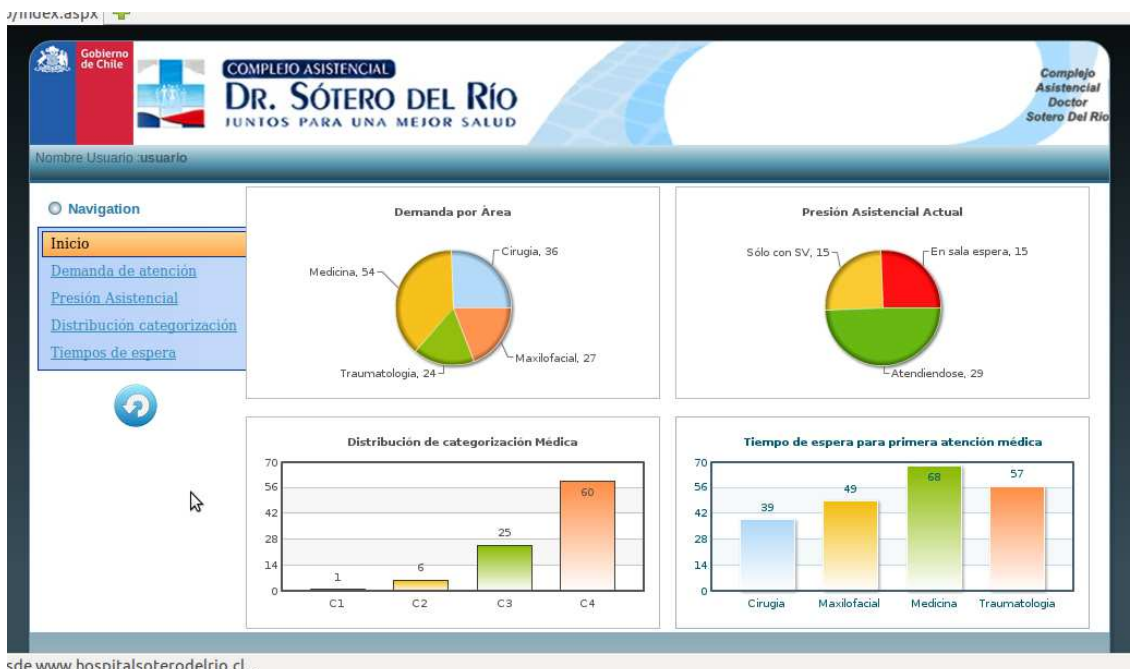 o/index.aspx
Gobierno
de Chile
COMPLEJO ASISTENCIAL
DR. SÓTERO DEL RÍO
JUNTOS PARA UNA MEJOR SALUD
Complejo
Asistencial
Doctor
Sotero Del Rio
Nombre Usuario :usuario
Navigation
Inicio
Demanda de atención
Presión Asistencial
Distribución categorización
Tiempos de espera
Demanda por Àrea
Cirugia, 36
Medicina, 54
Maxilofacial, 27
Traumatologia, 24
Presión Asistencial Actual
Sólo con SV, 15
En sala espera, 15
Atendiendose, 29
Distribución de categorización Médica
70
56
42
28
14
0
1
6
25
60
C1 C2 C3 C4
Tiempo de espera para primera atención médica
70
56
42
28
14
0
39
49
68
57
Cirugia Maxilofacial Medicina Traumatologia
sde www.hospitalsoterodelrio.cl...